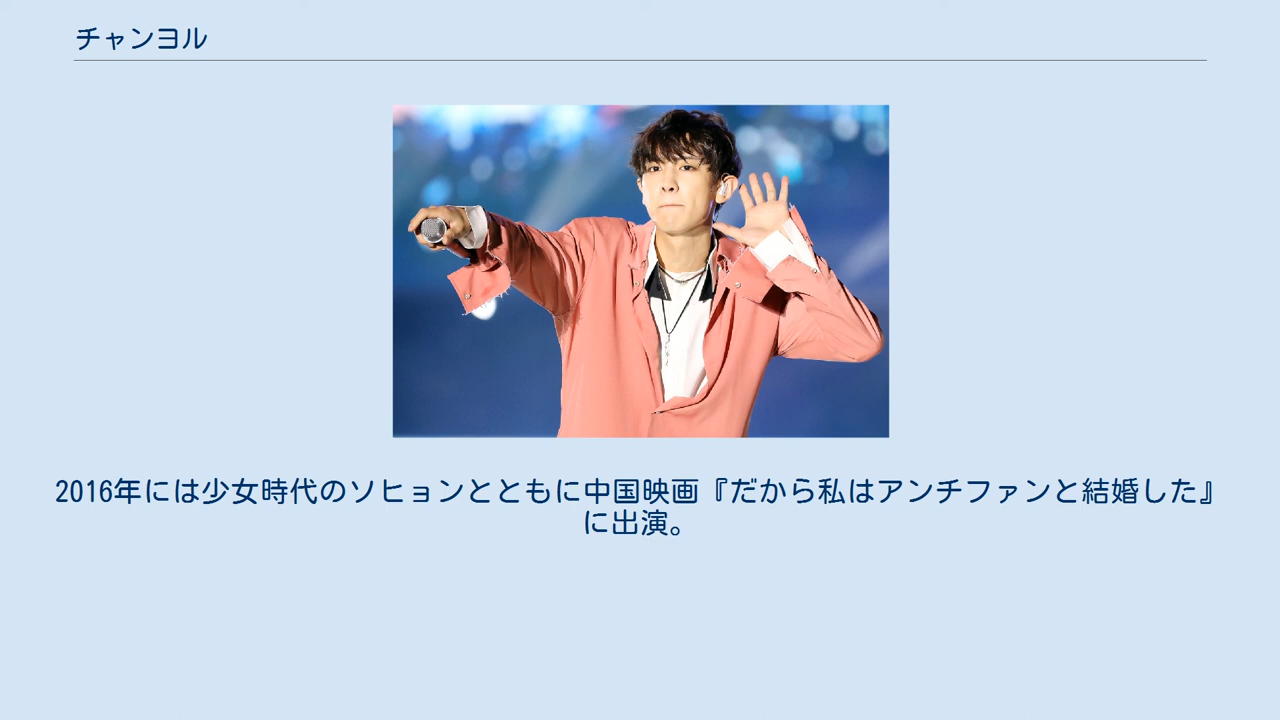 チャンヨル
2016年には少女時代のソヒョンとともに中国映画『だから私はアンチファンと結婚した』
に出演。